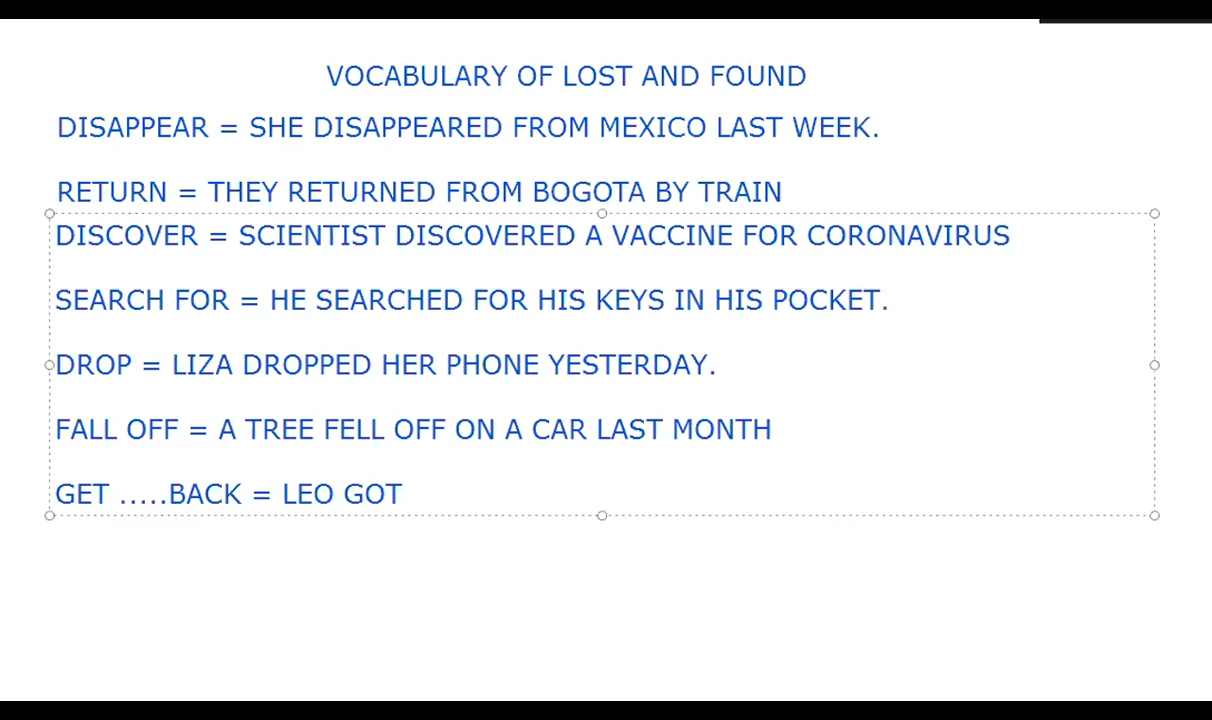 VOCABULARY OF LOST AND FOUND
DISAPPEAR = SHE DISAPPEARED FROM MEXICO LAST WEEK.
RETURN = THEY RETURNED FROM BOGOTA BY TRAIN
DISCOVER = SCIENTIST DISCOVERED A VACCINE FOR CORONAVIRUS
SEARCH FOR = HE SEARCHED FOR HIS KEYS IN HIS POCKET.
DROP = LIZA DROPPED HER PHONE YESTERDAY.
FALL OFF = A TREE FELL OFF ON A CAR LAST MONTH
GET .....BACK = LEO GOT